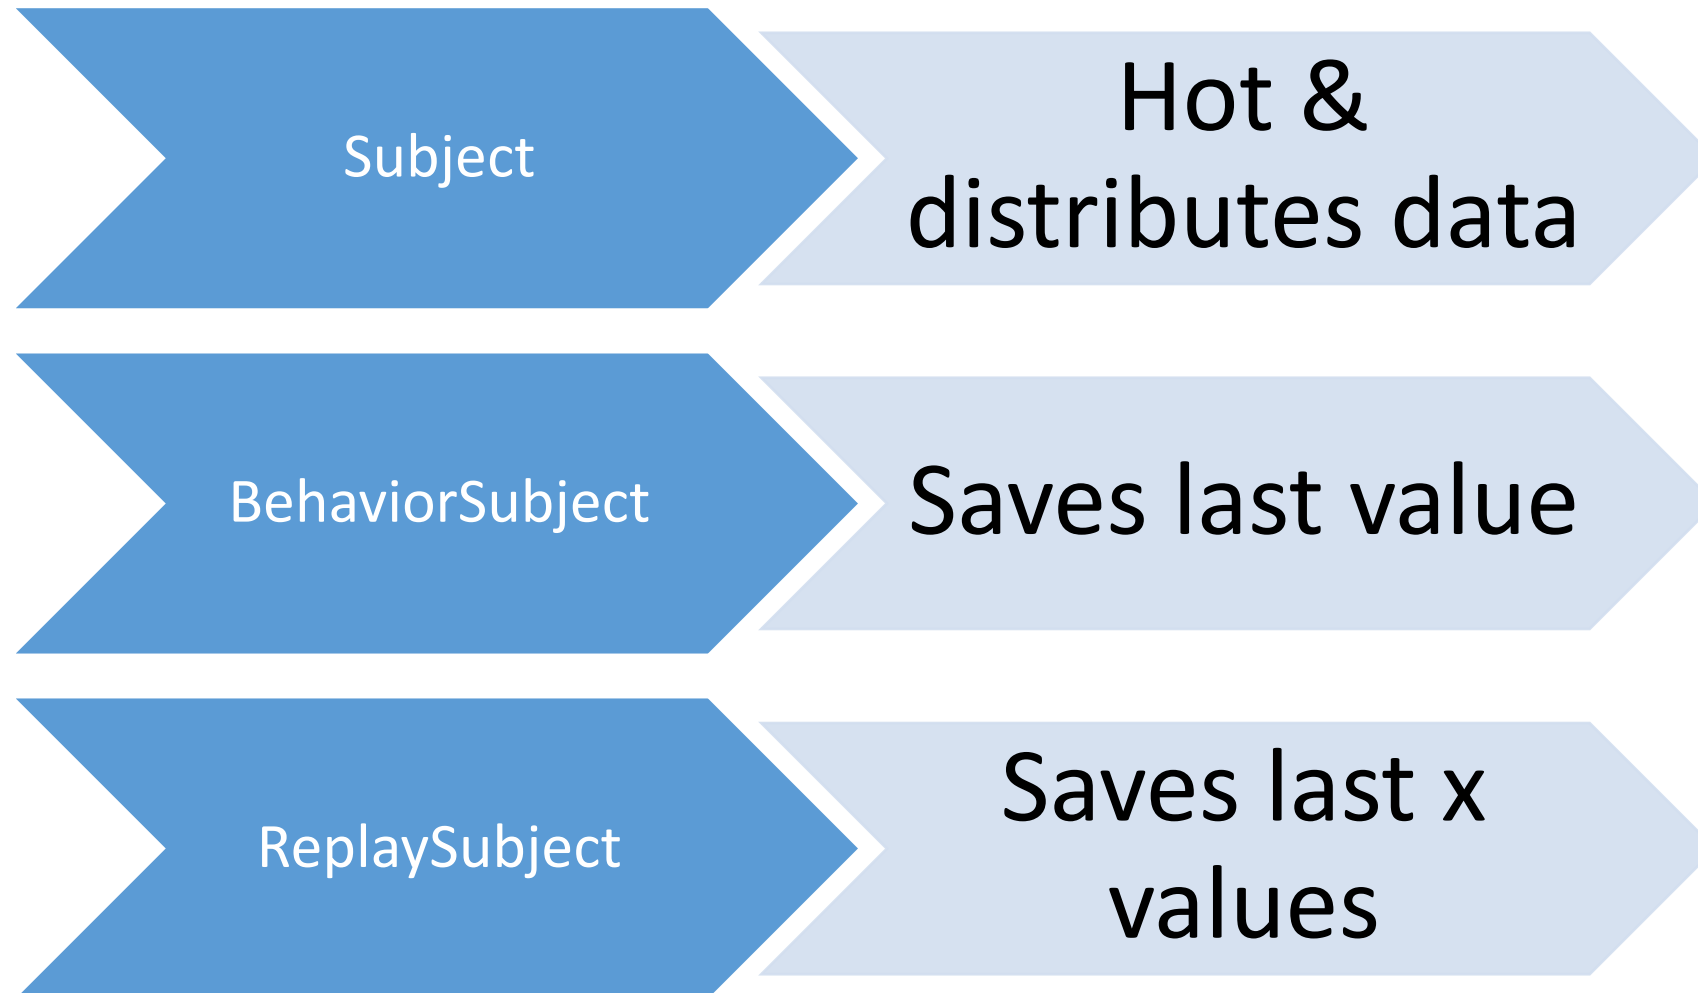 Subject
Hot &
distributes data
BehaviorSubject
Saves last value
ReplaySubject
Saves last x
values